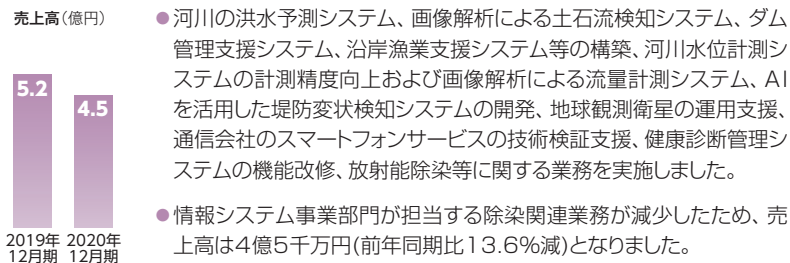 売上高(億円)
5.2
4.5
2019年
12月期
2020年
12月期
●河川の洪水予測システム、画像解析による土石流検知システム、ダム
管理支援システム、沿岸漁業支援システム等の構築、河川水位計測シ
ステムの計測精度向上および画像解析による流量計測システム、AI
を活用した堤防変状検知システムの開発、地球観測衛星の運用支援、
通信会社のスマートフォンサービスの技術検証支援、健康診断管理シ
ステムの機能改修、放射能除染等に関する業務を実施しました。
●情報システム事業部門が担当する除染関連業務が減少したため、売
上高は4億5千万円(前年同期比13.6%減)となりました。